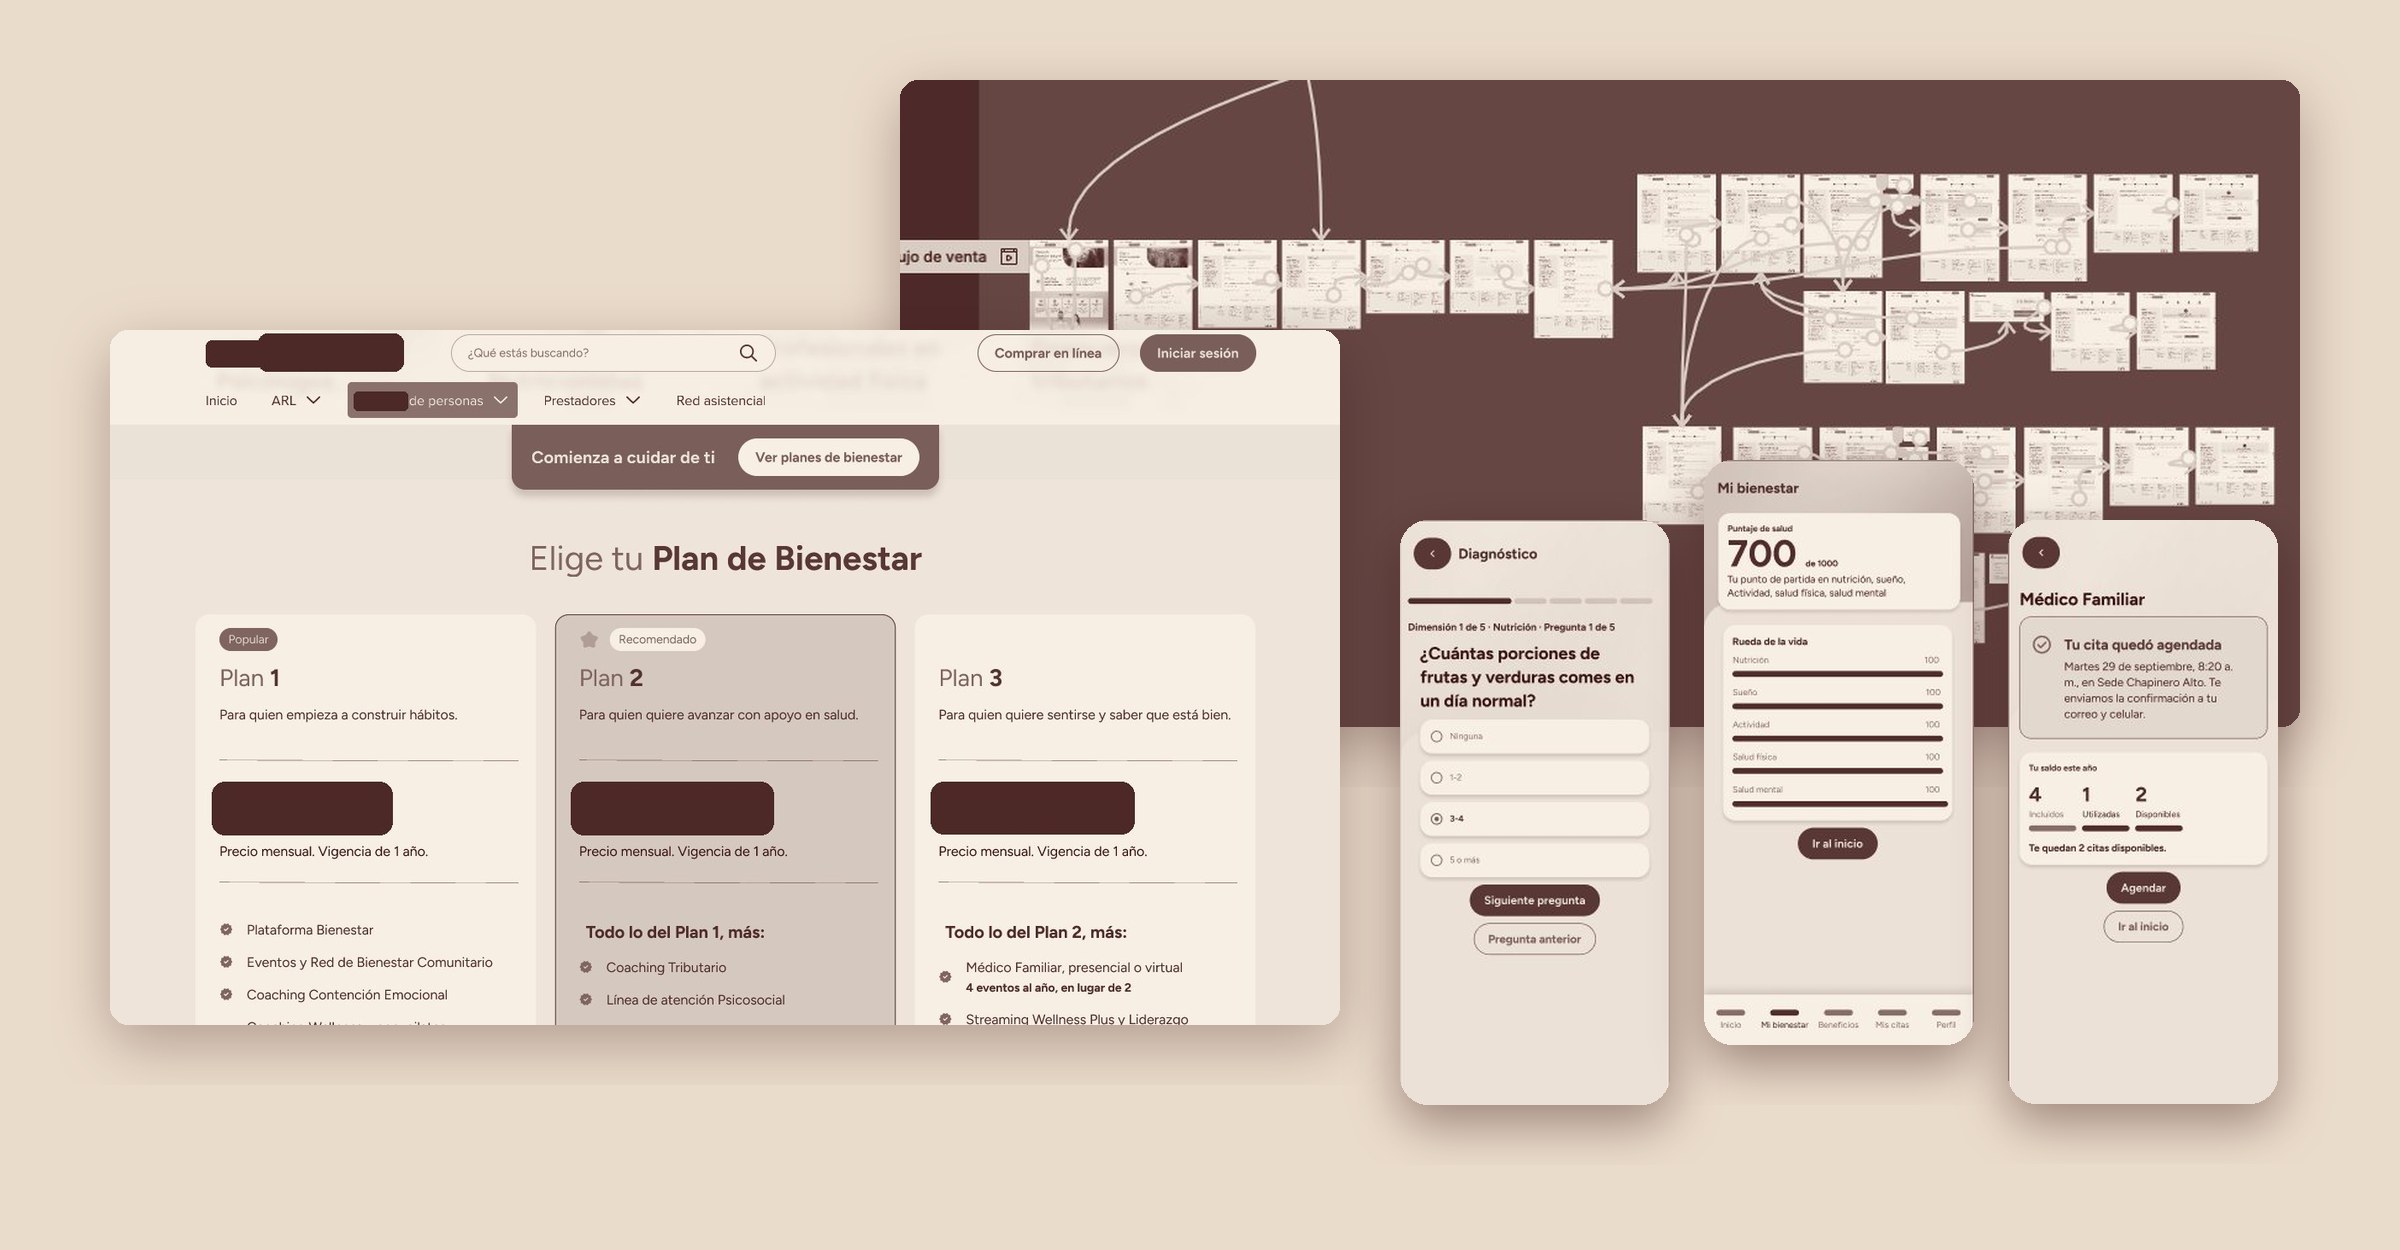 ujo de venta
¿Qué estás buscando?
Comprar en línea
Iniciar sesión
Inicio
ARL
de personas
Prestadores
Red asistencial
Comienza a cuidar de ti
Ver planes de bienestar
Elige tu Plan de Bienestar
Popular
Plan 1
Para quien empieza a construir hábitos.
Precio mensual. Vigencia de 1 año.
Plataforma Bienestar
Eventos y Red de Bienestar Comunitario
Coaching Contención Emocional
Recomendado
Plan 2
Para quien quiere avanzar con apoyo en salud.
Precio mensual. Vigencia de 1 año.
Todo lo del Plan 1, más:
Coaching Tributario
Línea de atención Psicosocial
Plan 3
Para quien quiere sentirse y saber que está bien.
Precio mensual. Vigencia de 1 año.
Todo lo del Plan 2, más:
Médico Familiar, presencial o virtual
4 eventos al año, en lugar de 2
Streaming Wellness Plus y Liderazgo
Diagnóstico
Dimensión 1 de 5 · Nutrición · Pregunta 1 de 5
¿Cuántas porciones de
frutas y verduras comes en
un día normal?
Ninguna
1-2
3-4
5 o más
Siguiente pregunta
Pregunta anterior
Mi bienestar
Puntaje de salud
700 de 1000
Tu punto de partida en nutrición, sueño,
Actividad, salud física, salud mental
Rueda de la vida
Nutrición 100
Sueño 100
Actividad 100
Salud física 100
Salud mental 100
Ir al inicio
Inicio
Mi bienestar
Beneficios
Mis citas
Perfil
Médico Familiar
Tu cita quedó agendada
Martes 29 de septiembre, 8:20 a.
m., en Sede Chapinero Alto. Te
enviamos la confirmación a tu
correo y celular.
Tu saldo este año
4 1 2
Incluidos Utilizadas Disponibles
Te quedan 2 citas disponibles.
Agendar
Ir al inicio